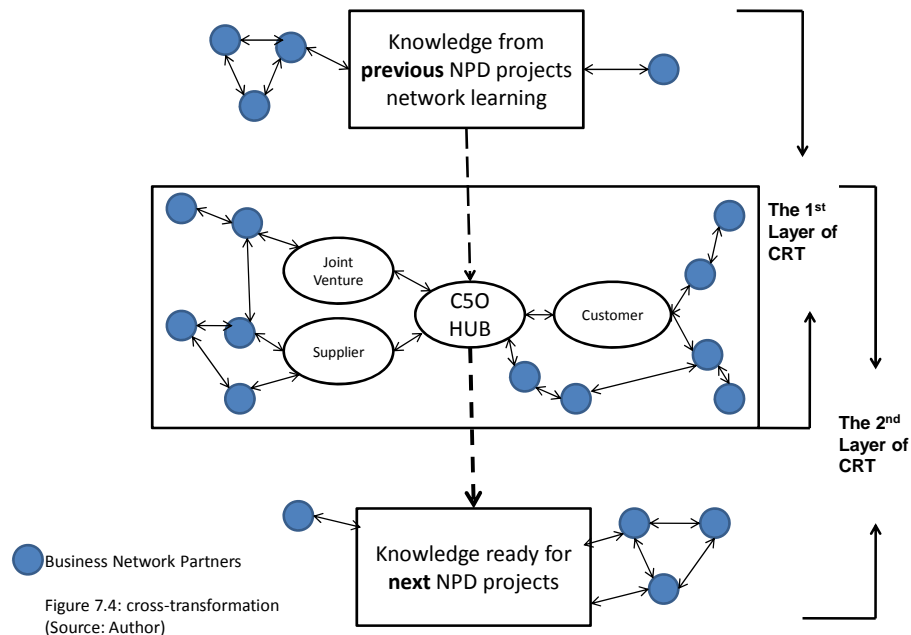 Knowledge from
previous NPD projects
network learning
The 1st
Layer of
CRT
Joint
Venture
C5O
HUB
Customer
Supplier
The 2nd
Layer of
CRT
Knowledge ready for
next NPD projects
Business Network Partners
Figure 7.4: cross-transformation
(Source: Author)